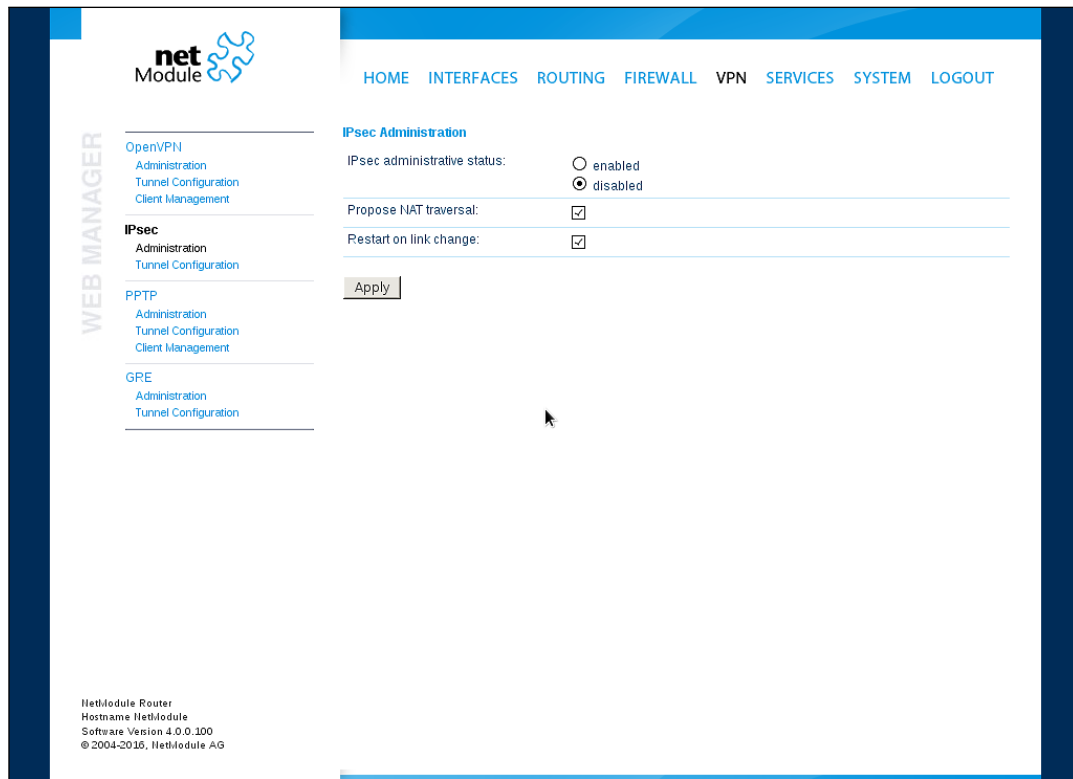 net
Module
HOME INTERFACES ROUTING FIREWALL VPN SERVICES SYSTEM LOGOUT
WEB MANAGER
OpenVPN
Administration
Tunnel Configuration
Client Management
IPsec
Administration
Tunnel Configuration
PPTP
Administration
Tunnel Configuration
Client Management
GRE
Administration
Tunnel Configuration
IPsec Administration
IPsec administrative status:
enabled
disabled
Propose NAT traversal:
Restart on link change:
Apply
NetModule Router
Hostname NetModule
Software Version 4.0.0.100
© 2004-2016, NetModule AG